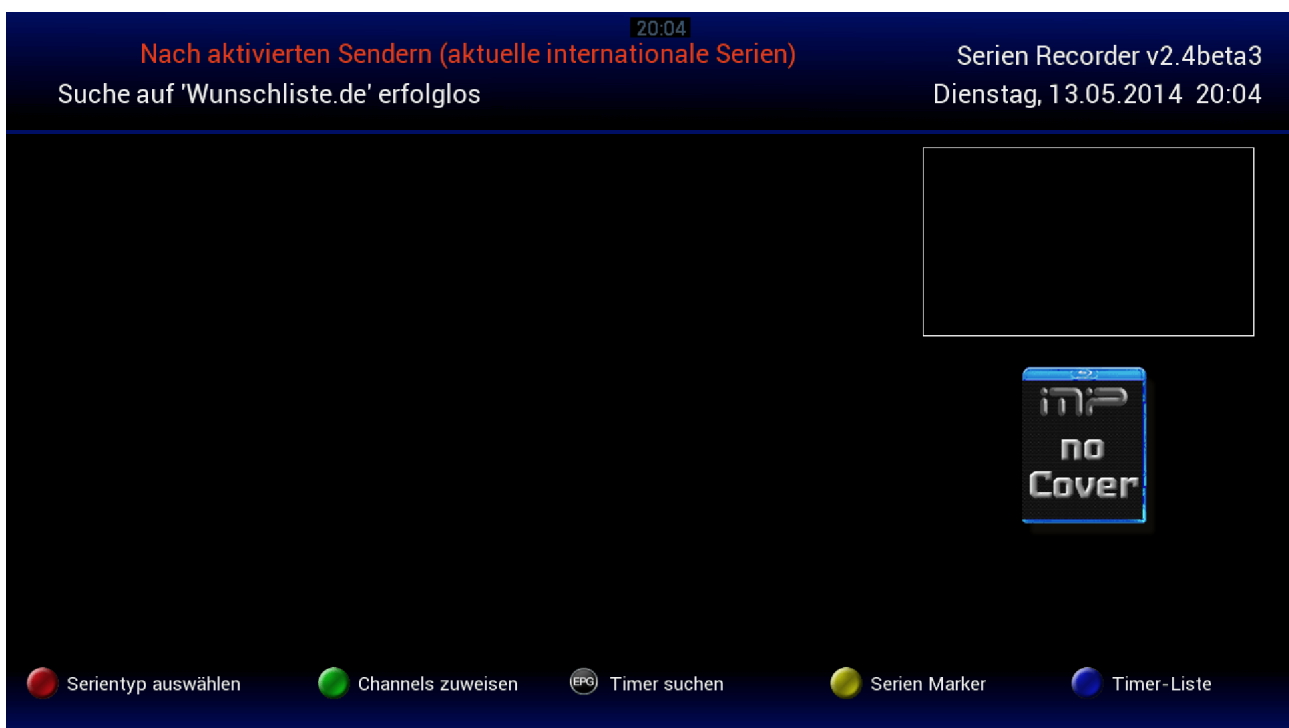 20:04
Nach aktivierten Sendern (aktuelle internationale Serien)
Serien Recorder v2.4beta3
Suche auf 'Wunschliste.de' erfolglos
Dienstag, 13.05.2014 20:04
mp
no
Cover
Serientyp auswählen
Channels zuweisen
EPG
Timer suchen
Serien Marker
Timer-Liste